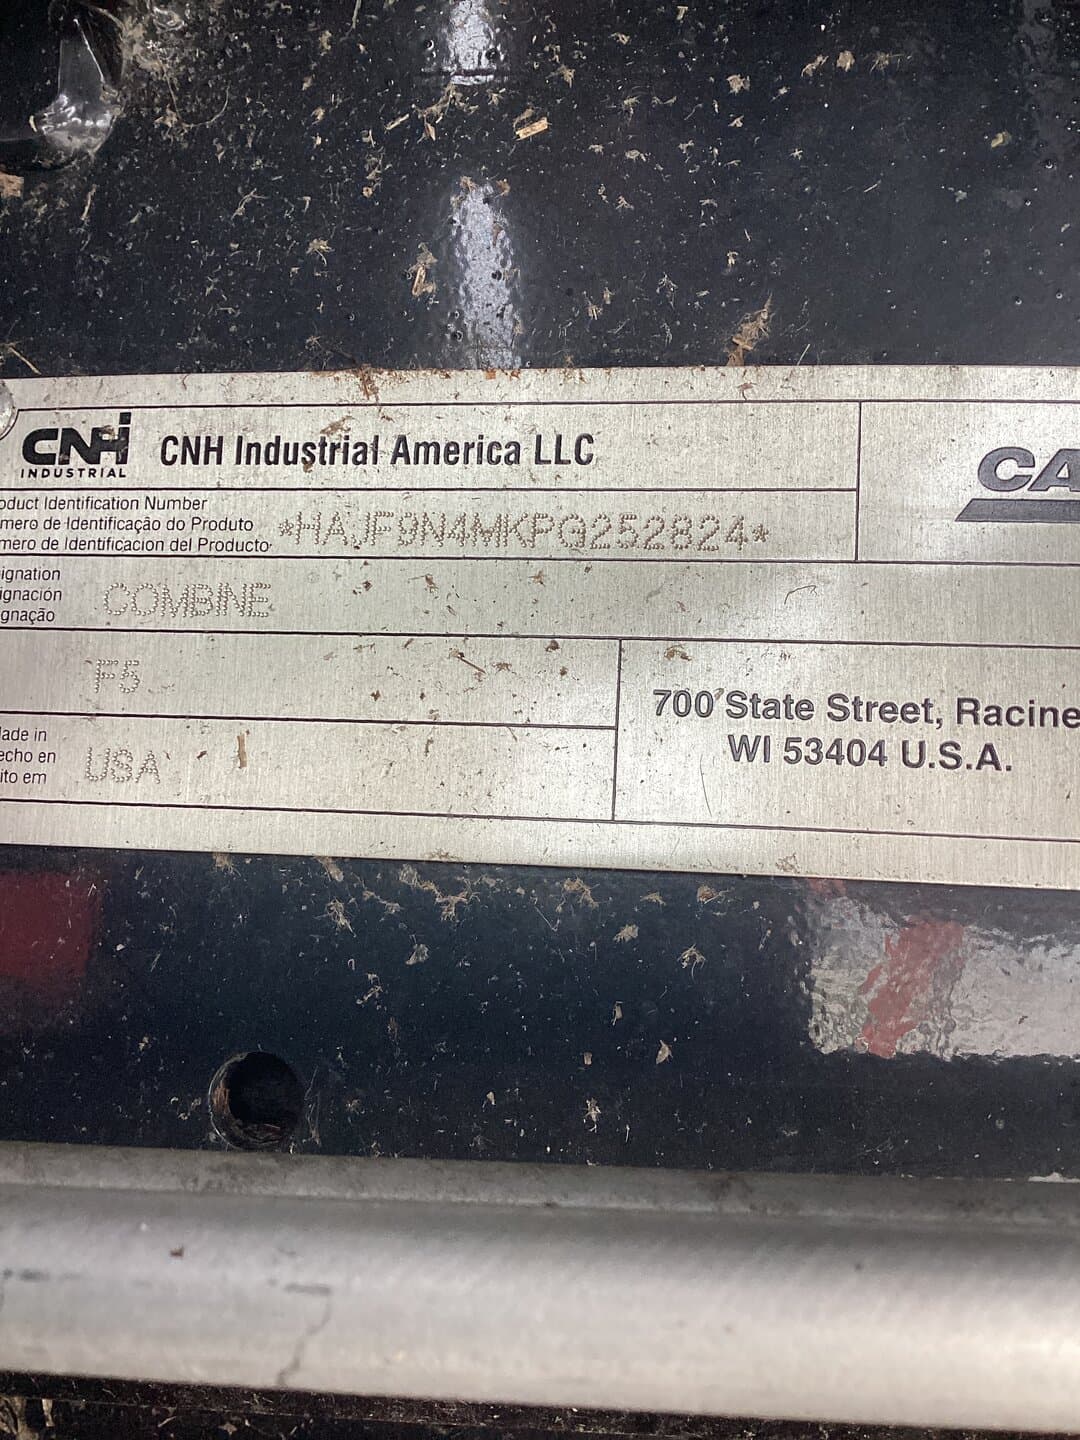 CNH INDUSTRIAL
CNH Industrial America LLC
CA
oduct Identification Number
mero de Identificação do Produto
mero de Identificacion del Producto
*HAJF9N4MKPG252824*
ignation
ignación
gnação
COMBINE
F5
700 State Street, Racine
WI 53404 U.S.A.
ade in
echo en
ito em
USA